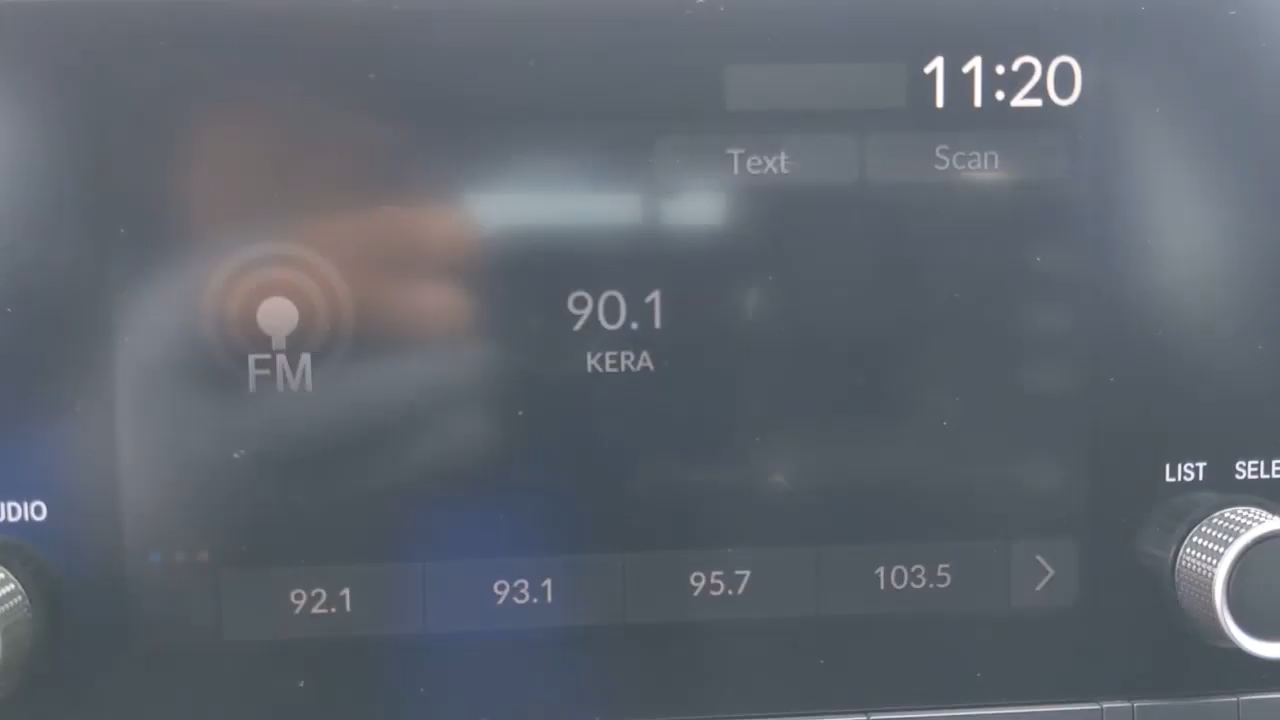 11:20
Text Scan
FM
90.1
KERA
LIST SELE
UDIO
92.1 93.1 95.7 103.5